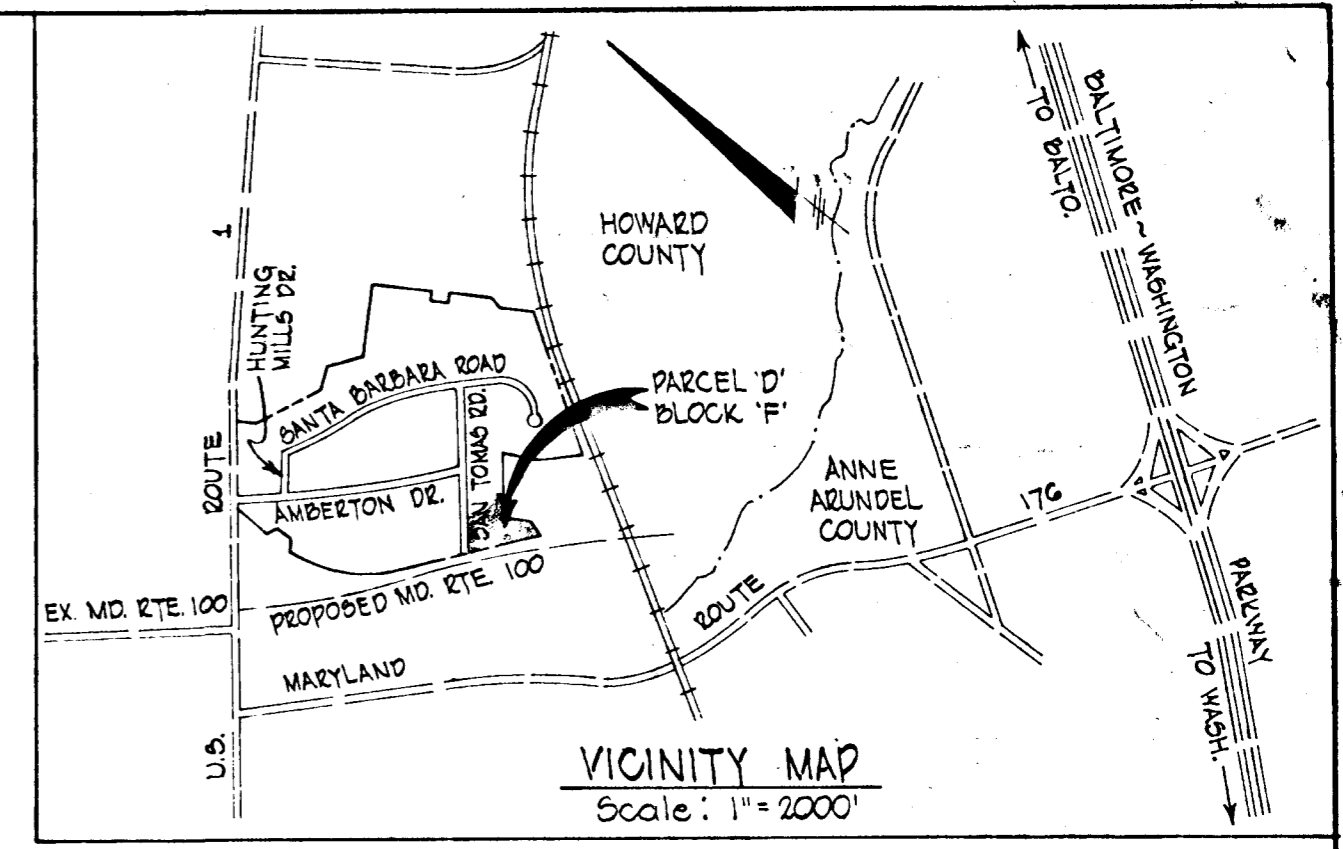 TO BALTO.
BALTIMORE ~ WASHINGTON
PARKWAY
TO WASH.
HOWARD
COUNTY
1
HUNTING
MILLS DR.
SANTA BARBARA ROAD
SAN TOMAS RD.
PARCEL 'D'
BLOCK 'F'
ROUTE
AMBERTON DR.
ANNE
ARUNDEL
COUNTY
176
EX. MD. RTE. 100
PROPOSED MD. RTE. 100
ROUTE
MARYLAND
U.S.
VICINITY MAP
Scale: 1" = 2000'